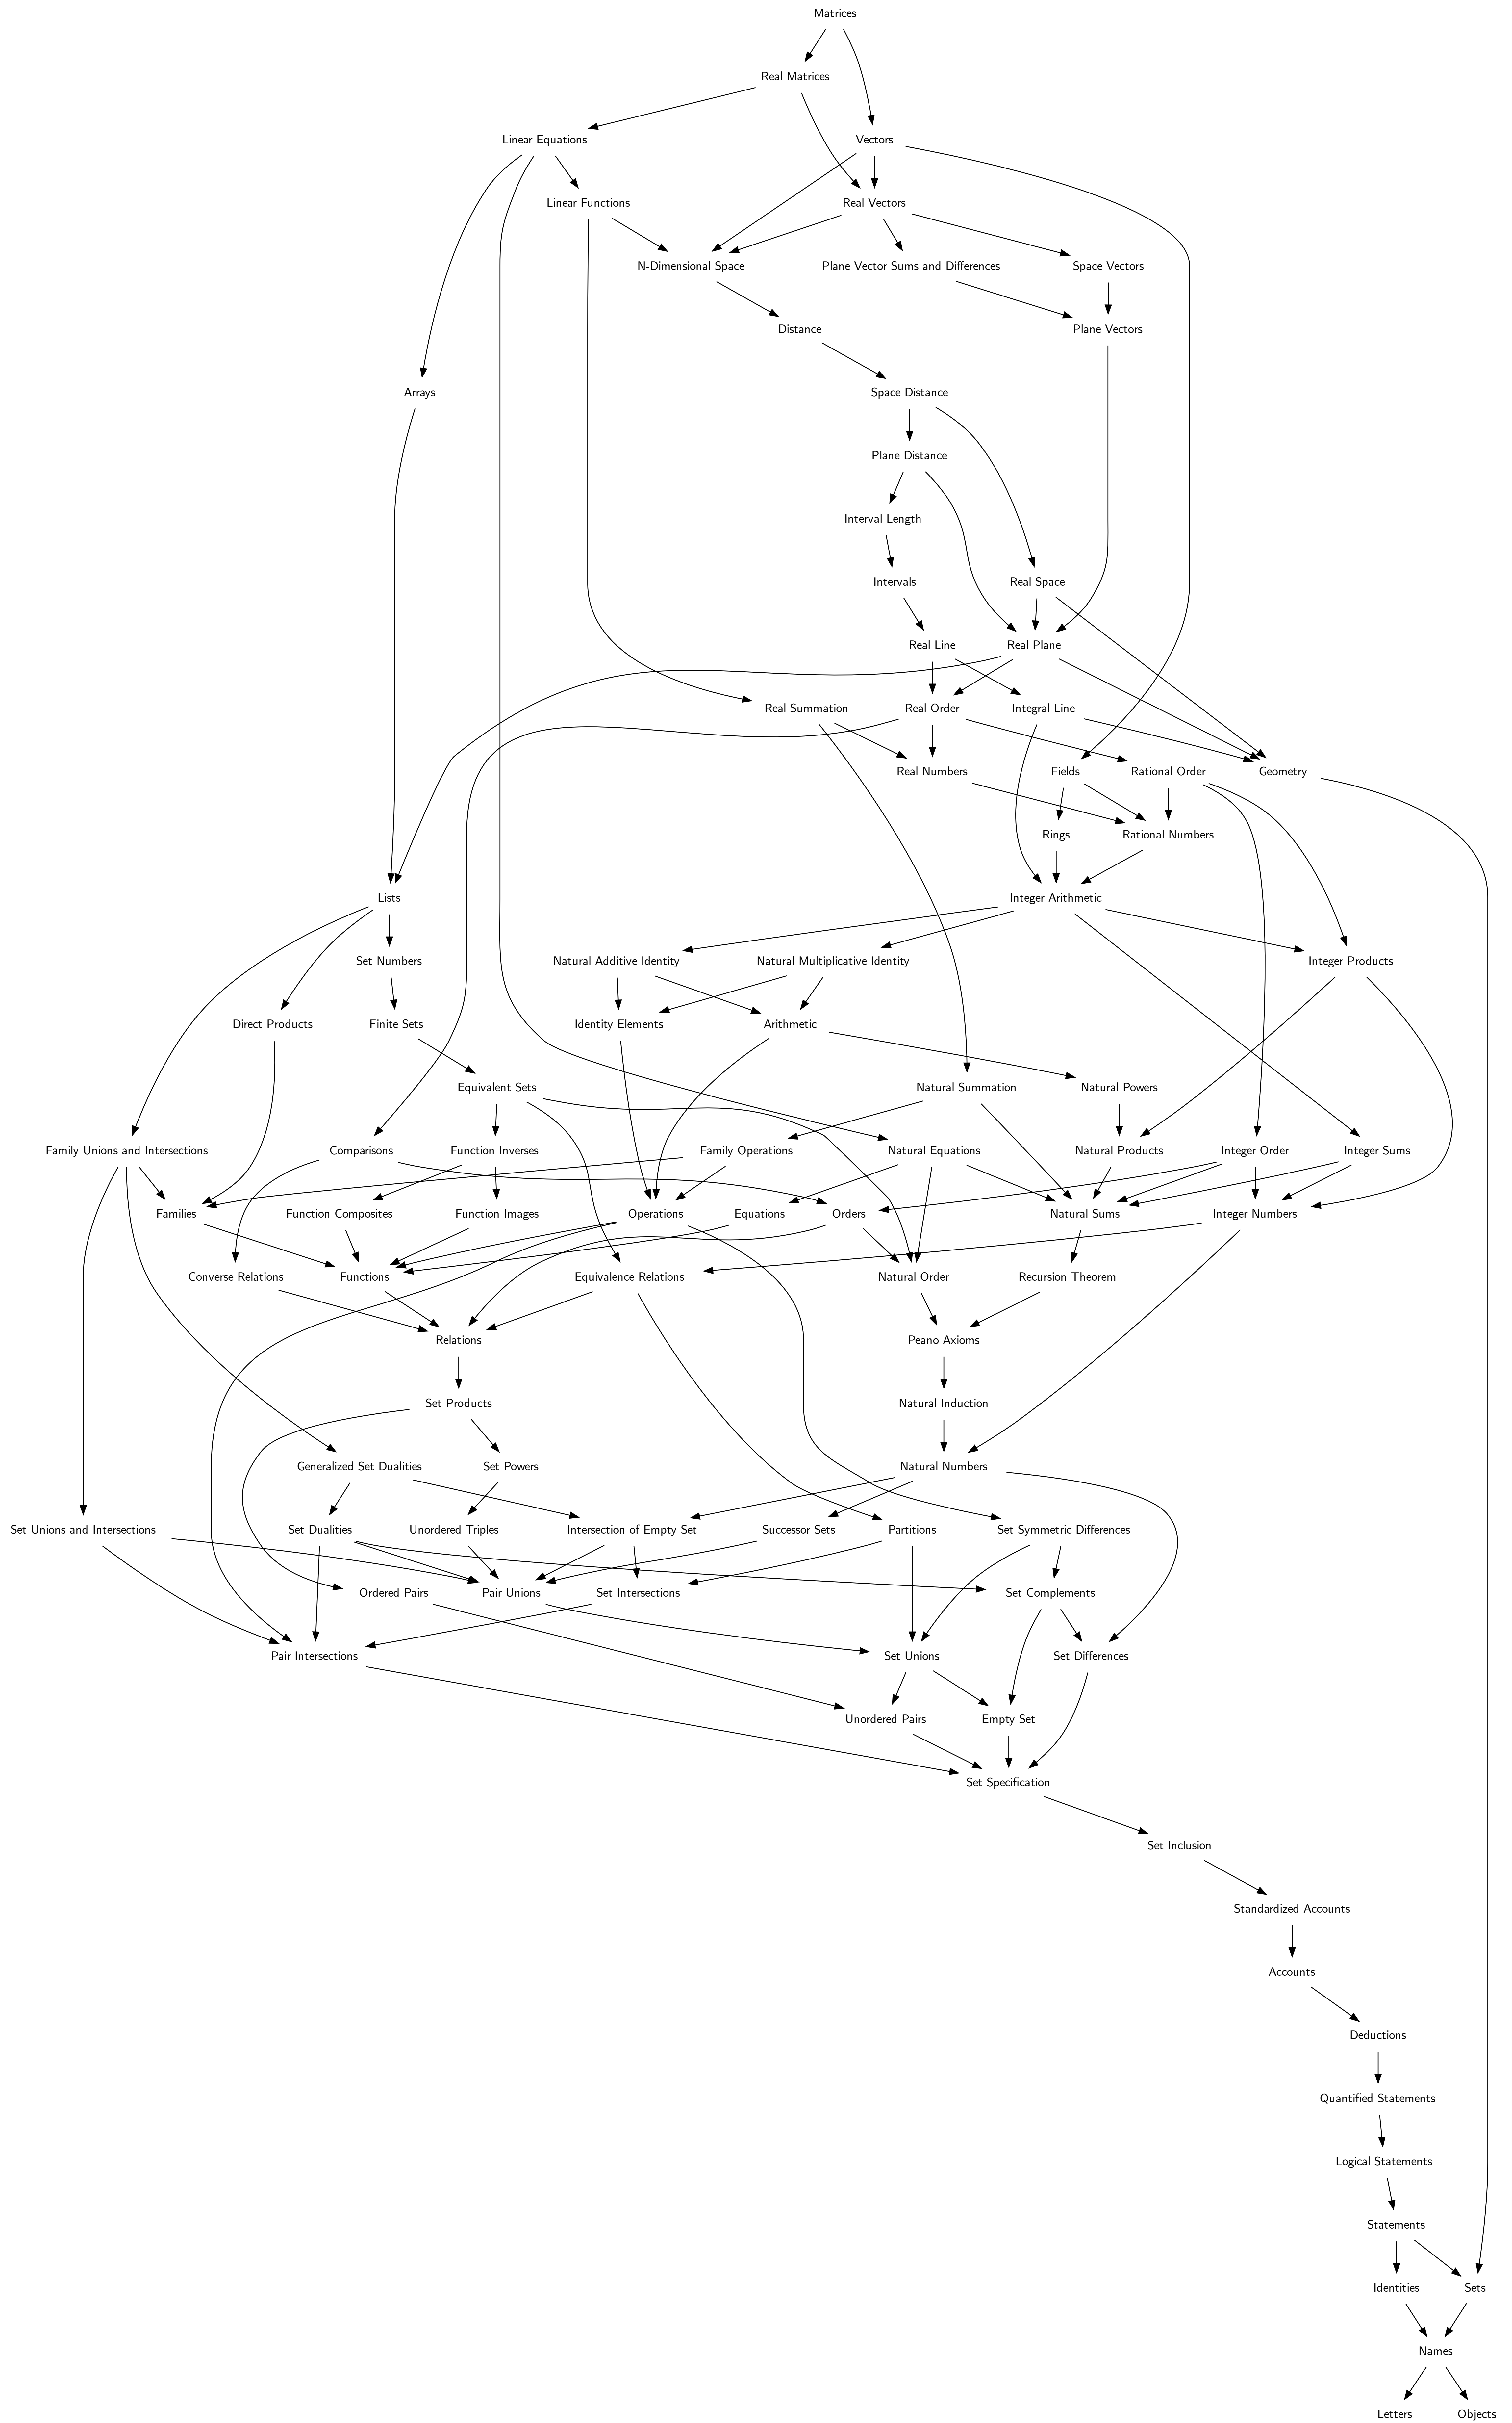 Matrices
Real Matrices
Linear Equations
Vectors
Linear Functions
Real Vectors
N-Dimensional Space
Plane Vector Sums and Differences
Space Vectors
Distance
Plane Vectors
Arrays
Space Distance
Plane Distance
Interval Length
Intervals
Real Space
Real Line
Real Plane
Real Summation
Real Order
Integral Line
Real Numbers
Fields
Rational Order
Geometry
Rings
Rational Numbers
Lists
Integer Arithmetic
Set Numbers
Natural Additive Identity
Natural Multiplicative Identity
Integer Products
Direct Products
Finite Sets
Identity Elements
Arithmetic
Equivalent Sets
Natural Summation
Natural Powers
Family Unions and Intersections
Comparisons
Function Inverses
Family Operations
Natural Equations
Natural Products
Integer Order
Integer Sums
Families
Function Composites
Function Images
Operations
Equations
Orders
Natural Sums
Integer Numbers
Converse Relations
Functions
Equivalence Relations
Natural Order
Recursion Theorem
Relations
Peano Axioms
Set Products
Natural Induction
Generalized Set Dualities
Set Powers
Natural Numbers
Set Unions and Intersections
Set Dualities
Unordered Triples
Intersection of Empty Set
Successor Sets
Partitions
Set Symmetric Differences
Ordered Pairs
Pair Unions
Set Intersections
Set Complements
Pair Intersections
Set Unions
Set Differences
Unordered Pairs
Empty Set
Set Specification
Set Inclusion
Standardized Accounts
Accounts
Deductions
Quantified Statements
Logical Statements
Statements
Identities
Sets
Names
Letters
Objects